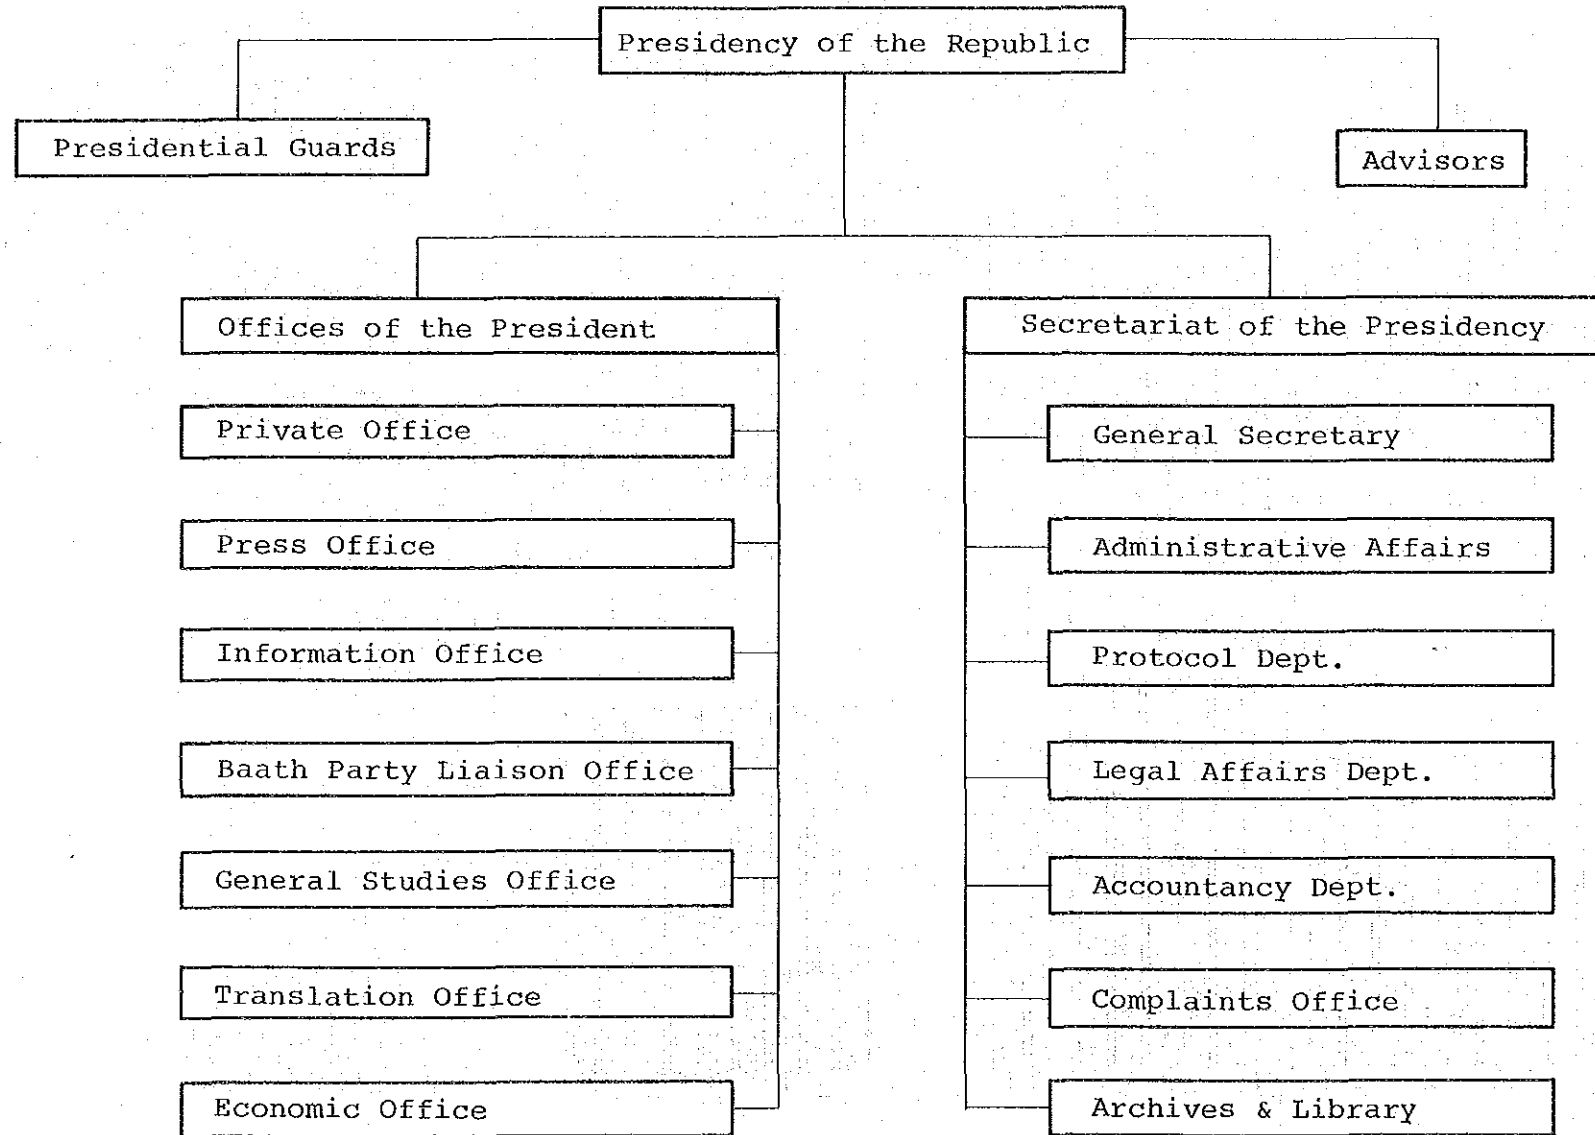 Presidency of the Republic
Presidential Guards
Advisors
Offices of the President
Private Office
Press Office
Information Office
Baath Party Liaison Office
General Studies Office
Translation Office
Economic Office
Secretariat of the Presidency
General Secretary
Administrative Affairs
Protocol Dept.
Legal Affairs Dept.
Accountancy Dept.
Complaints Office
Archives & Library